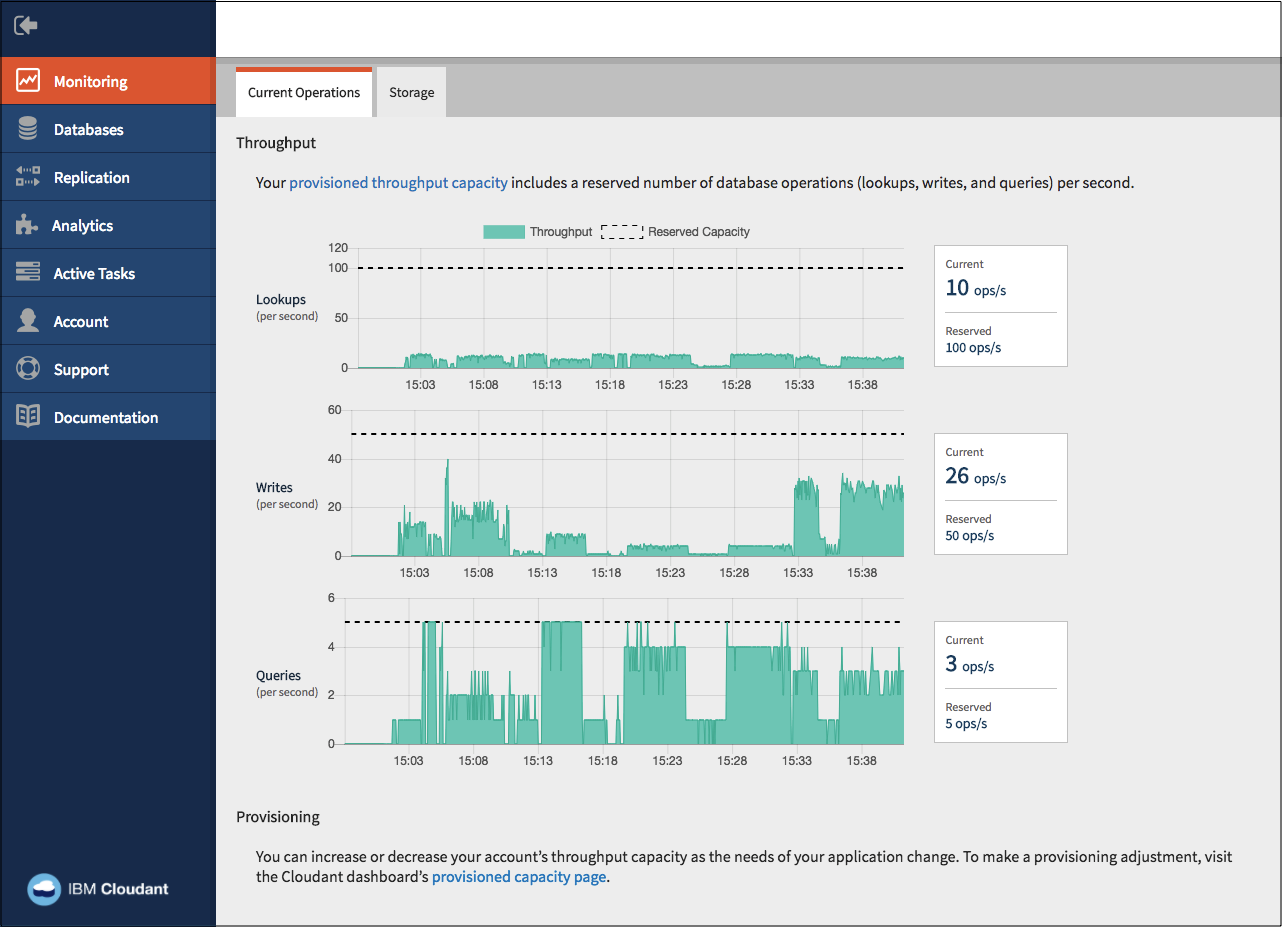 Monitoring
Databases
Replication
Analytics
Active Tasks
Account
Support
Documentation
IBM Cloudant
Current Operations
Storage
Throughput
Your provisioned throughput capacity includes a reserved number of database operations (lookups, writes, and queries) per second.
Throughput Reserved Capacity
Lookups
(per second)
120
100
50
0
15:03 15:08 15:13 15:18 15:23 15:28 15:33 15:38
Current
10 ops/s
Reserved
100 ops/s
Writes
(per second)
60
40
20
0
15:03 15:08 15:13 15:18 15:23 15:28 15:33 15:38
Current
26 ops/s
Reserved
50 ops/s
Queries
(per second)
6
4
2
0
15:03 15:08 15:13 15:18 15:23 15:28 15:33 15:38
Current
3 ops/s
Reserved
5 ops/s
Provisioning
You can increase or decrease your account's throughput capacity as the needs of your application change. To make a provisioning adjustment, visit
the Cloudant dashboard's provisioned capacity page.